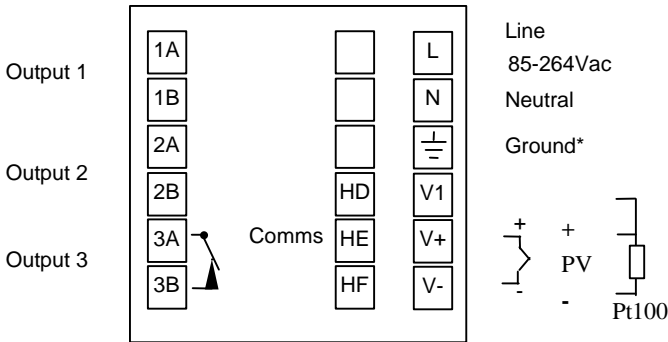 Output 1
Output 2
Output 3
1A
1B
2A
2B
3A
3B
Comms
HD
HE
HF
L
N
V1
V+
V-
Line
85-264Vac
Neutral
Ground*
+
-
+
PV
-
Pt100